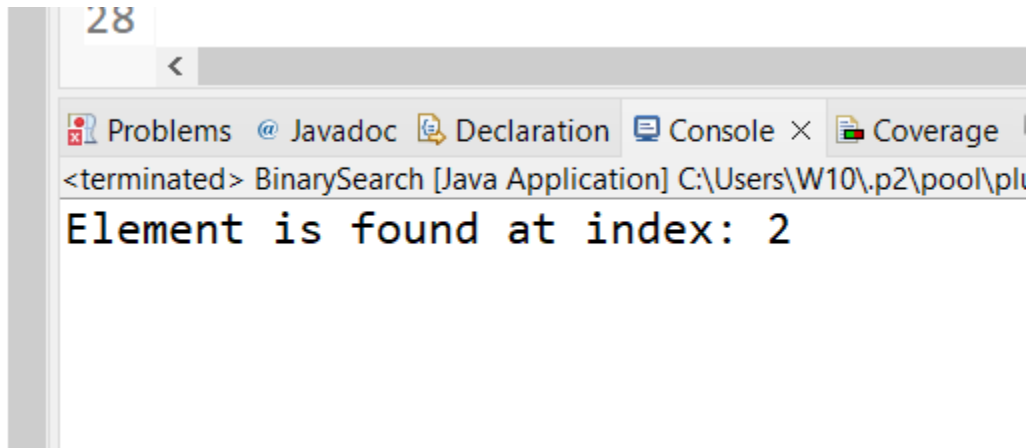 28
Problems @ Javadoc Declaration Console Coverage
<terminated> BinarySearch [Java Application] C:\Users\W10\.p2\pool\plu
Element is found at index: 2